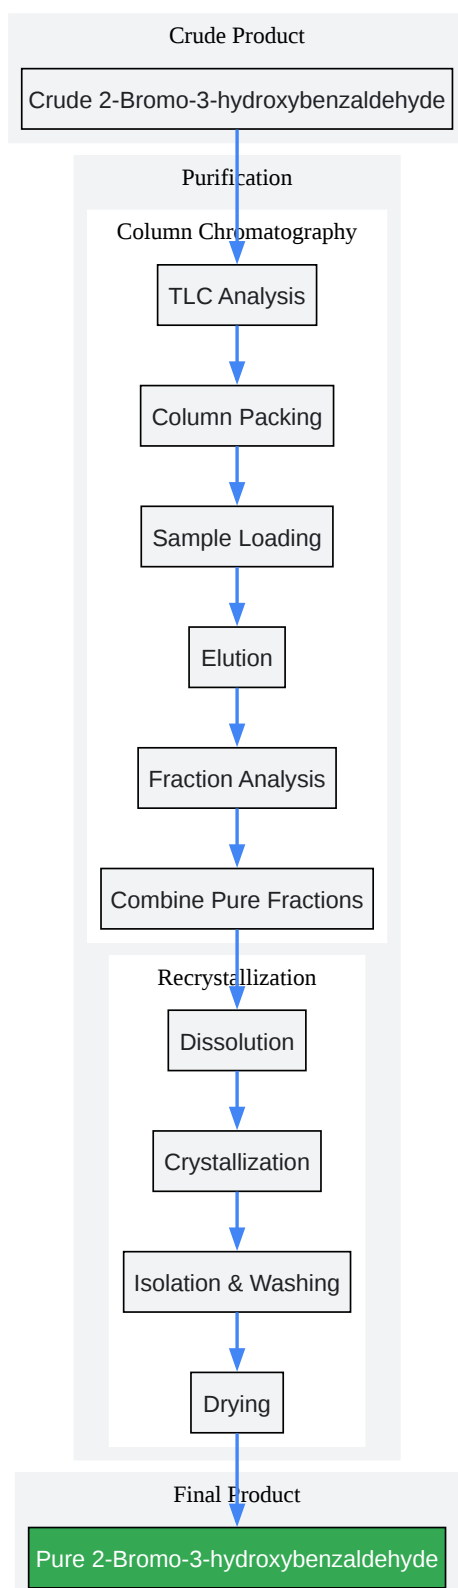 Crude Product
Crude 2-Bromo-3-hydroxybenzaldehyde
Purification
Column Chromatography
TLC Analysis
Column Packing
Sample Loading
Elution
Fraction Analysis
Combine Pure Fractions
Recrystallization
Dissolution
Crystallization
Isolation & Washing
Drying
Final Product
Pure 2-Bromo-3-hydroxybenzaldehyde